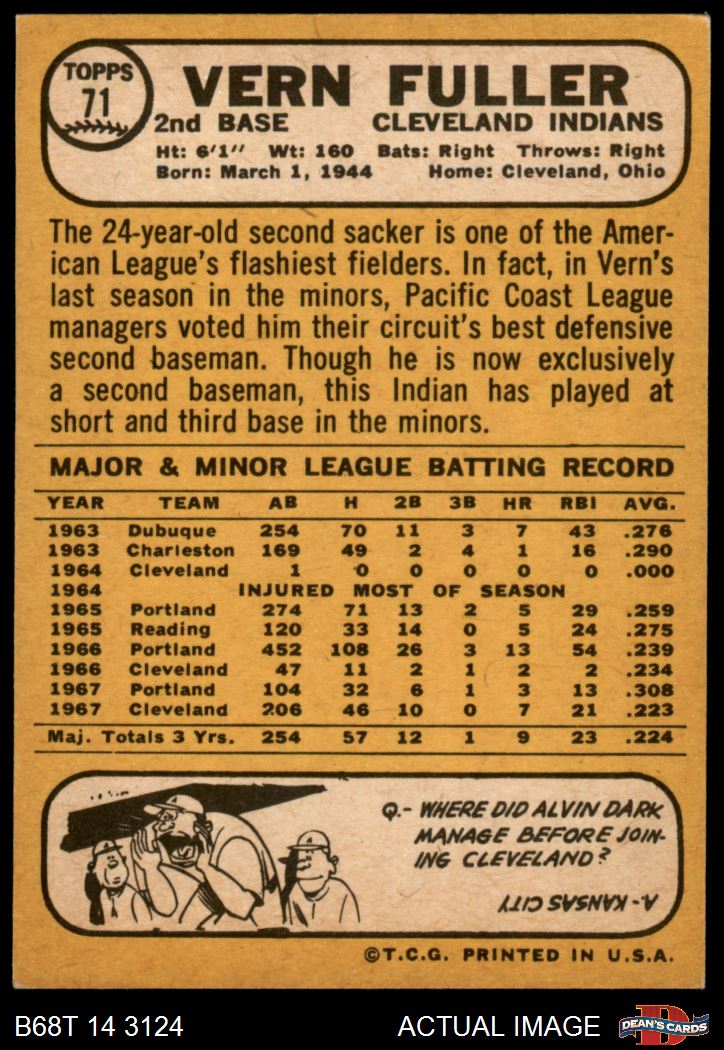 TOPPS
71
VERN FULLER
2nd BASE CLEVELAND INDIANS
Ht: 6'1" Wt: 160 Bats: Right Throws: Right
Born: March 1, 1944 Home: Cleveland, Ohio
The 24-year-old second sacker is one of the Amer-
ican League's flashiest fielders. In fact, in Vern's
last season in the minors, Pacific Coast League
managers voted him their circuit's best defensive
second baseman. Though he is now exclusively
a second baseman, this Indian has played at
short and third base in the minors.
MAJOR & MINOR LEAGUE BATTING RECORD
YEAR TEAM AB H 2B 3B HR RBI AVG.
1963 Dubuque 254 70 11 3 7 43 .276
1963 Charleston 169 49 2 4 1 16 .290
1964 Cleveland 1 0 0 0 0 0 .000
1964 INJURED MOST OF SEASON
1965 Portland 274 71 13 2 5 29 .259
1965 Reading 120 33 14 0 5 24 .275
1966 Portland 452 108 26 3 13 54 .239
1966 Cleveland 47 11 2 1 2 2 .234
1967 Portland 104 32 6 1 3 13 .308
1967 Cleveland 206 46 10 0 7 21 .223
Maj. Totals 3 Yrs. 254 57 12 1 9 23 .224
Q.- WHERE DID ALVIN DARK
MANAGE BEFORE JOIN-
ING CLEVELAND?
A- KANSAS CITY
©T.C.G. PRINTED IN U.S.A.
B68T 14 3124 ACTUAL IMAGE
D
DEAN'S CARDS